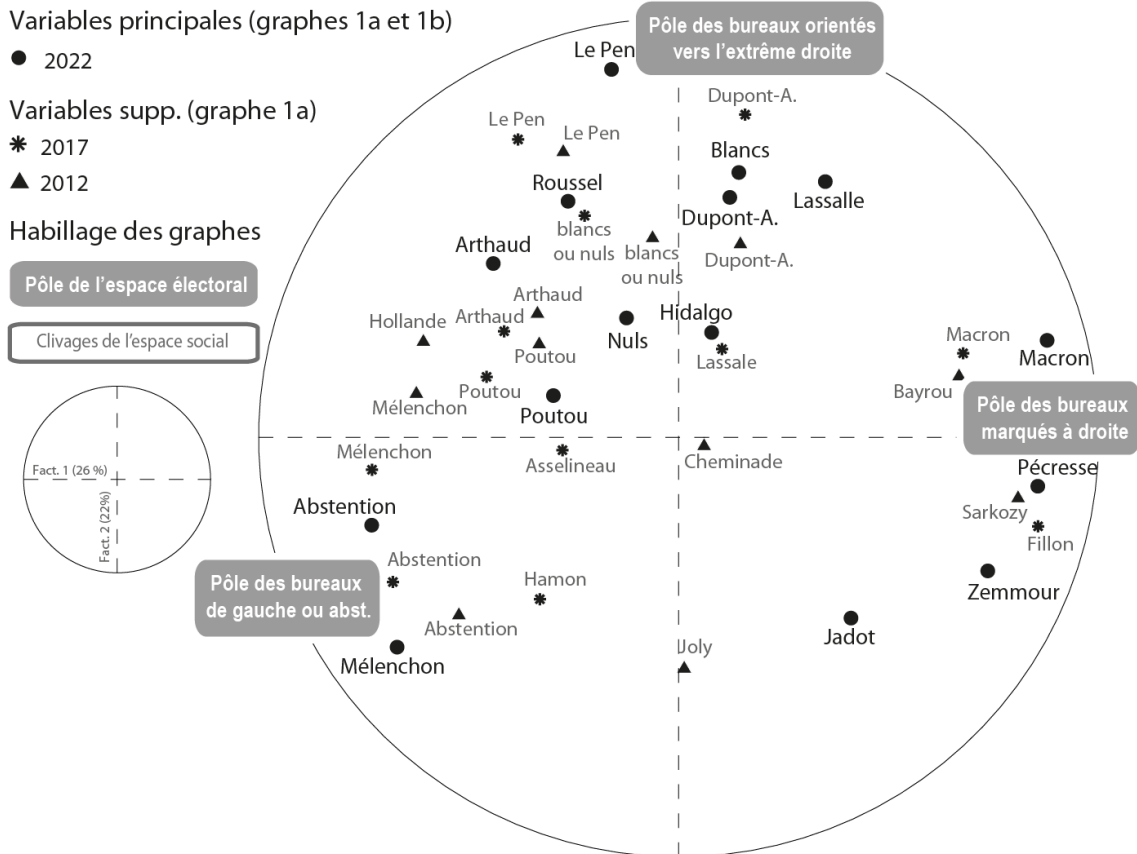 Variables principales (graphes 1a et 1b)
2022
Variables supp. (graphe 1a)
2017
2012
Habillage des graphes
Pôle de l'espace électoral
Clivages de l'espace social
Fact. 1 (26 %)
Fact. 2 (22%)
Pôle des bureaux orientés
vers l'extrême droite
Le Pen
Dupont-A.
Le Pen
Le Pen
Blancs
Roussel
Lassalle
Dupont-A.
blancs
ou nuls
Arthaud
blancs
ou nuls
Dupont-A.
Arthaud
Hollande
Arthaud
Nuls
Hidalgo
Poutou
Lassale
Macron
Macron
Bayrou
Poutou
Mélenchon
Poutou
Pôle des bureaux
marqués à droite
Mélenchon
Asselineau
Cheminade
Pécresse
Abstention
Sarkozy
Fillon
Abstention
Hamon
Zemmour
Pôle des bureaux
de gauche ou abst.
Abstention
Jadot
Joly
Mélenchon